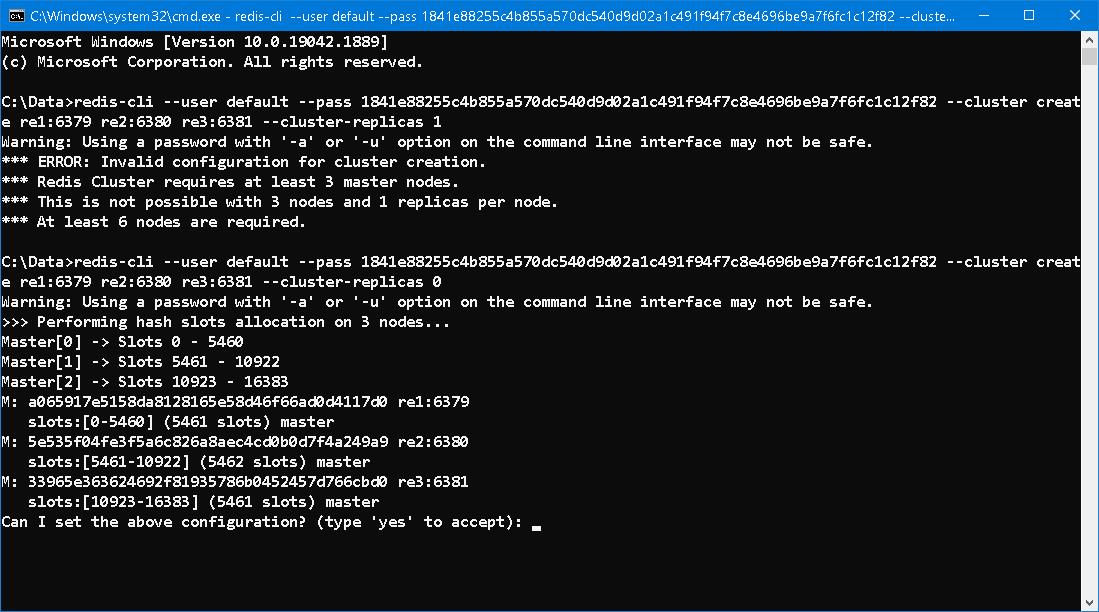 C:\Windows\system32\cmd.exe - redis-cli --user default --pass 1841e88255c4b855a570dc540d9d02a1c491f94f7c8e4696be9a7f6fc1c12f82 --cluste...
Microsoft Windows [Version 10.0.19042.1889]
(c) Microsoft Corporation. All rights reserved.
C:\Data>redis-cli --user default --pass 1841e88255c4b855a570dc540d9d02a1c491f94f7c8e4696be9a7f6fc1c12f82 --cluster creat
e re1:6379 re2:6380 re3:6381 --cluster-replicas 1
Warning: Using a password with '-a' or '-u' option on the command line interface may not be safe.
*** ERROR: Invalid configuration for cluster creation.
*** Redis Cluster requires at least 3 master nodes.
*** This is not possible with 3 nodes and 1 replicas per node.
*** At least 6 nodes are required.
C:\Data>redis-cli --user default --pass 1841e88255c4b855a570dc540d9d02a1c491f94f7c8e4696be9a7f6fc1c12f82 --cluster creat
e re1:6379 re2:6380 re3:6381 --cluster-replicas 0
Warning: Using a password with '-a' or '-u' option on the command line interface may not be safe.
>>> Performing hash slots allocation on 3 nodes...
Master[0] -> Slots 0 - 5460
Master[1] -> Slots 5461 - 10922
Master[2] -> Slots 10923 - 16383
M: a065917e5158da8128165e58d46f66ad0d4117d0 re1:6379
   slots:[0-5460] (5461 slots) master
M: 5e535f04fe3f5a6c826a8aec4cd0b0d7f4a249a9 re2:6380
   slots:[5461-10922] (5462 slots) master
M: 33965e363624692f81935786b0452457d766cbd0 re3:6381
   slots:[10923-16383] (5461 slots) master
Can I set the above configuration? (type 'yes' to accept): _